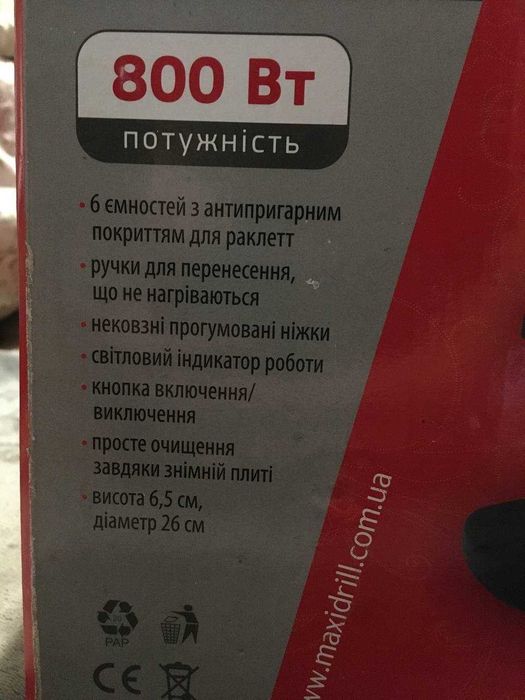 800 Вт
потужність
• 6 ємностей з антипригарним
покриттям для раклетт
• ручки для перенесення,
що не нагріваються
• нековзні прогумовані ніжки
• світловий індикатор роботи
• кнопка включення/
виключення
• просте очищення
завдяки знімній плиті
• висота 6,5 см,
діаметр 26 см
PAP
CE
www.maxidrill.com.ua